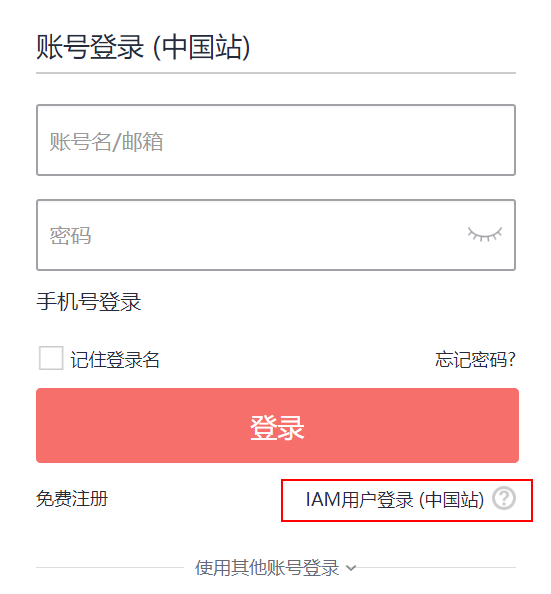 账号登录 (中国站)
账号名/邮箱
密码
手机号登录
记住登录名 忘记密码?
登录
免费注册 IAM用户登录 (中国站) ?
使用其他账号登录